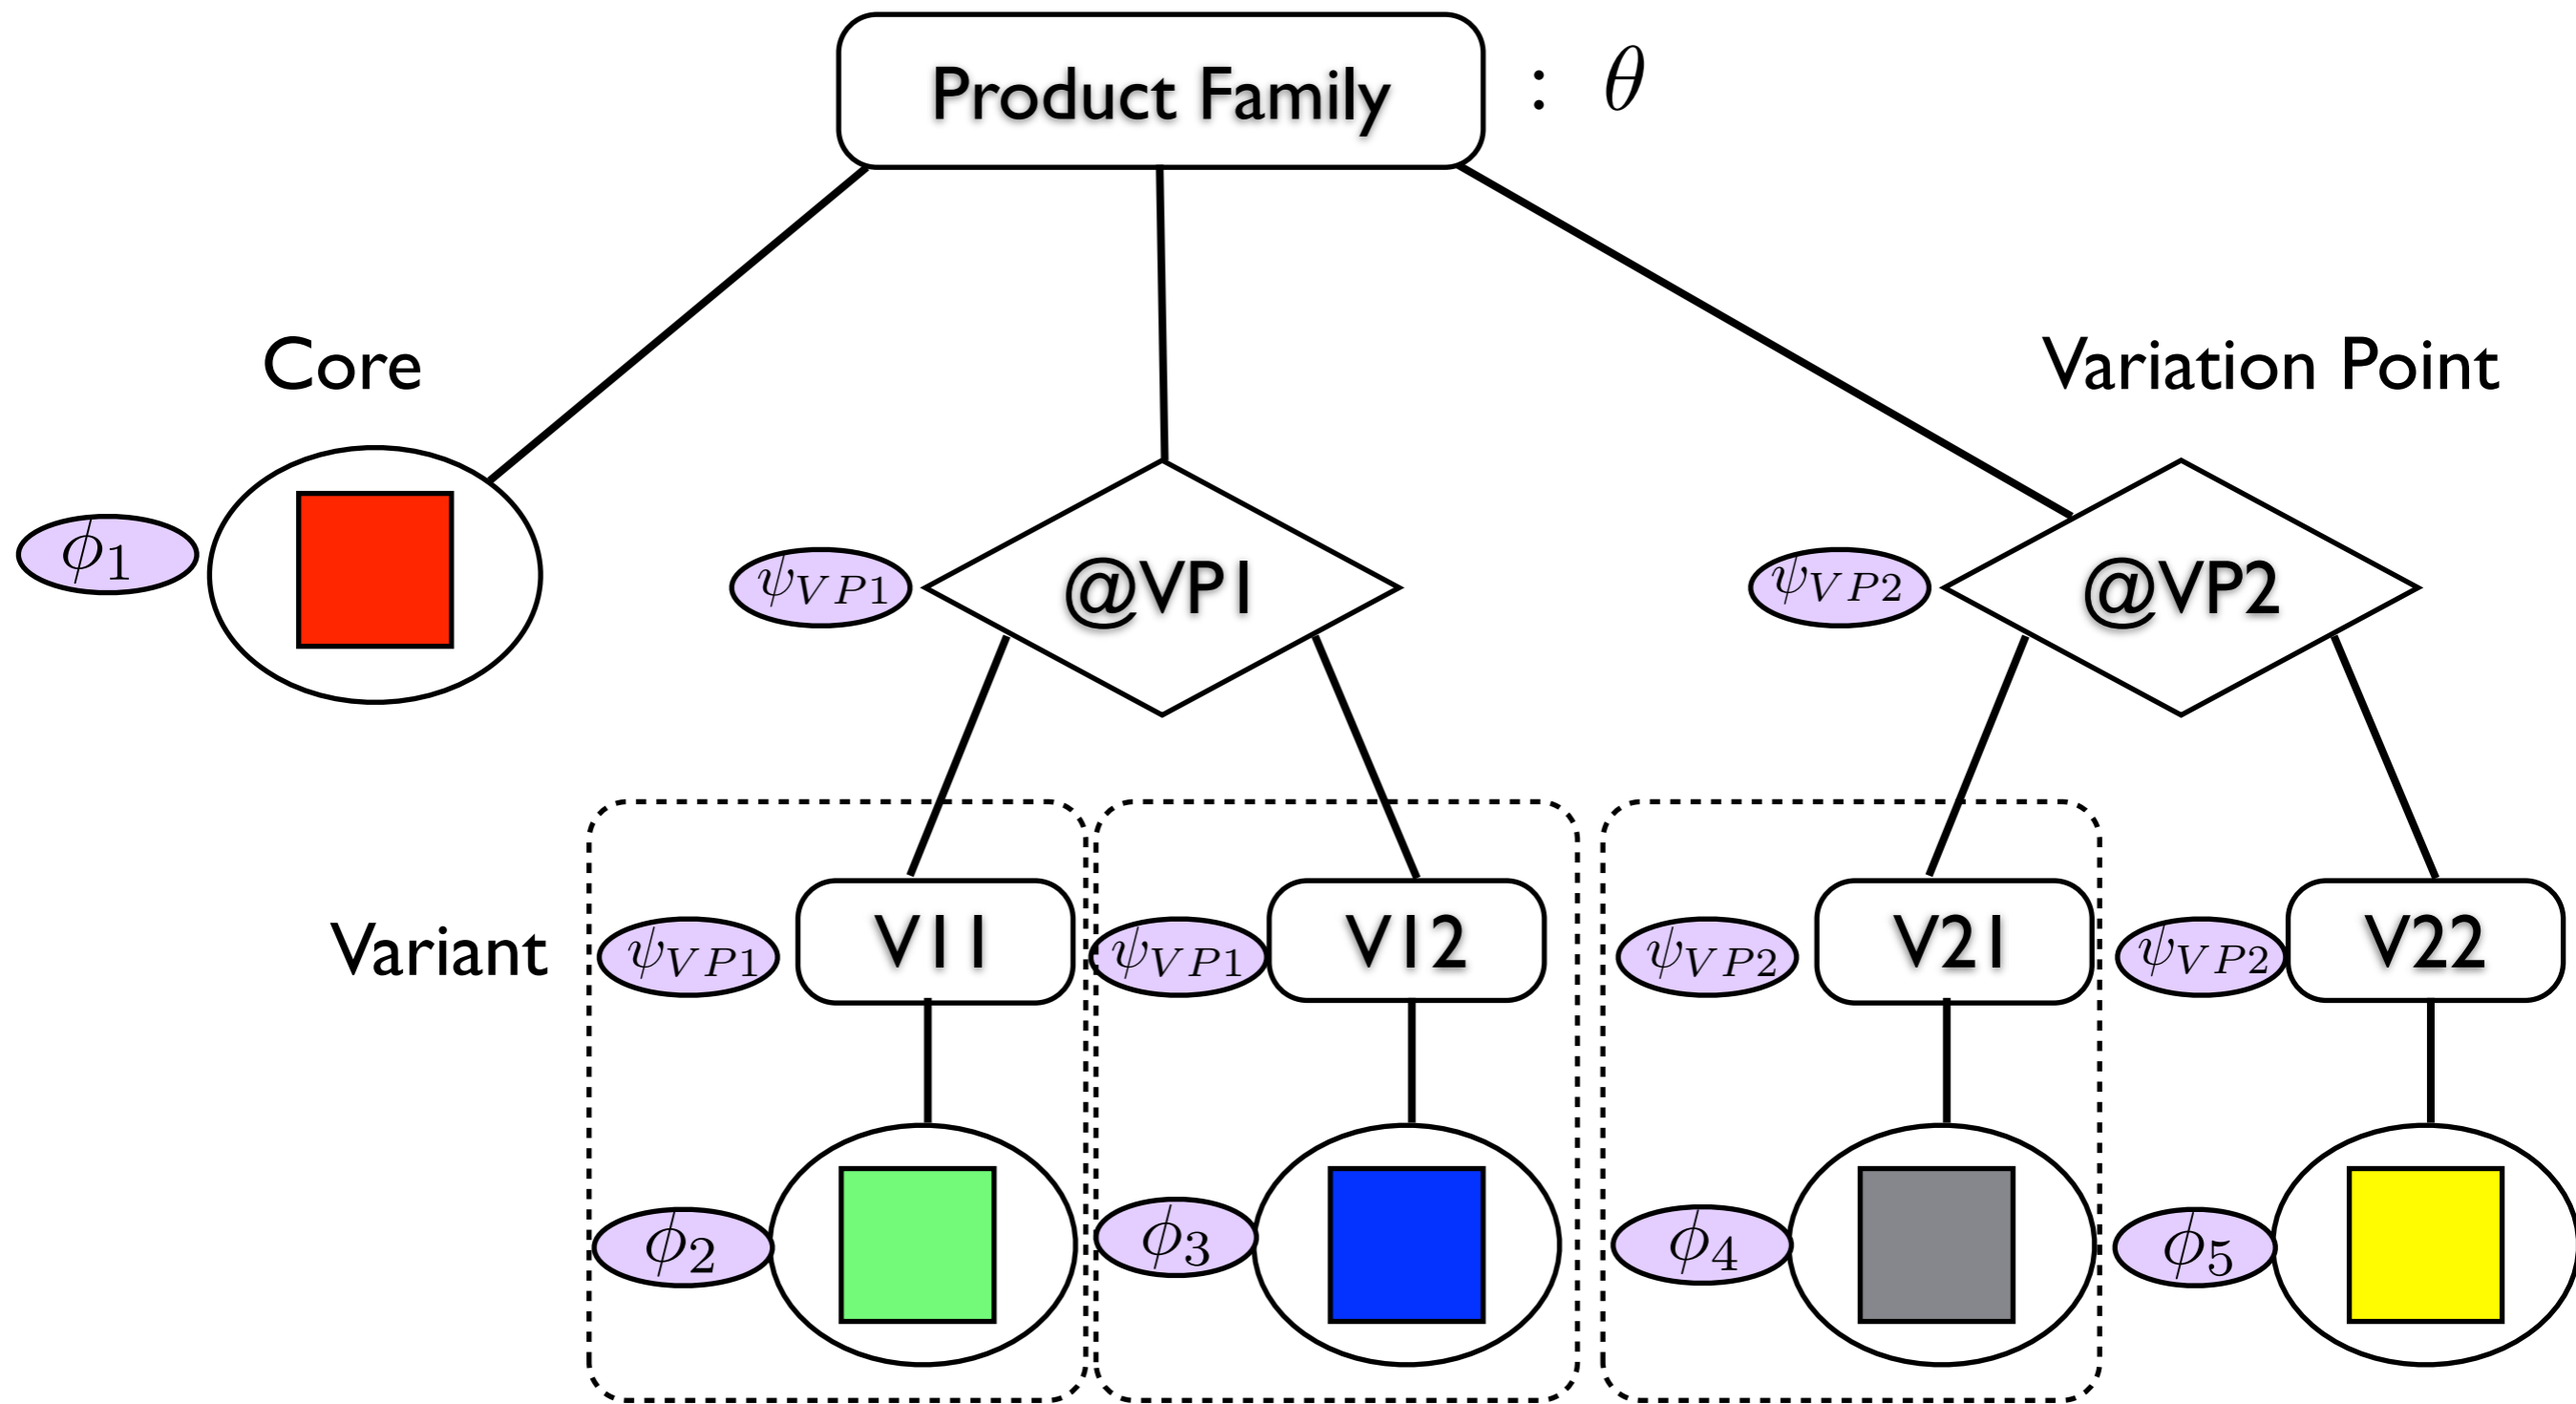 Product Family : θ
Core
Variation Point
ϕ1
ψVP1
@VP1
ψVP2
@VP2
Variant
ψVP1
V11
ψVP1
V12
ψVP2
V21
ψVP2
V22
ϕ2
ϕ3
ϕ4
ϕ5